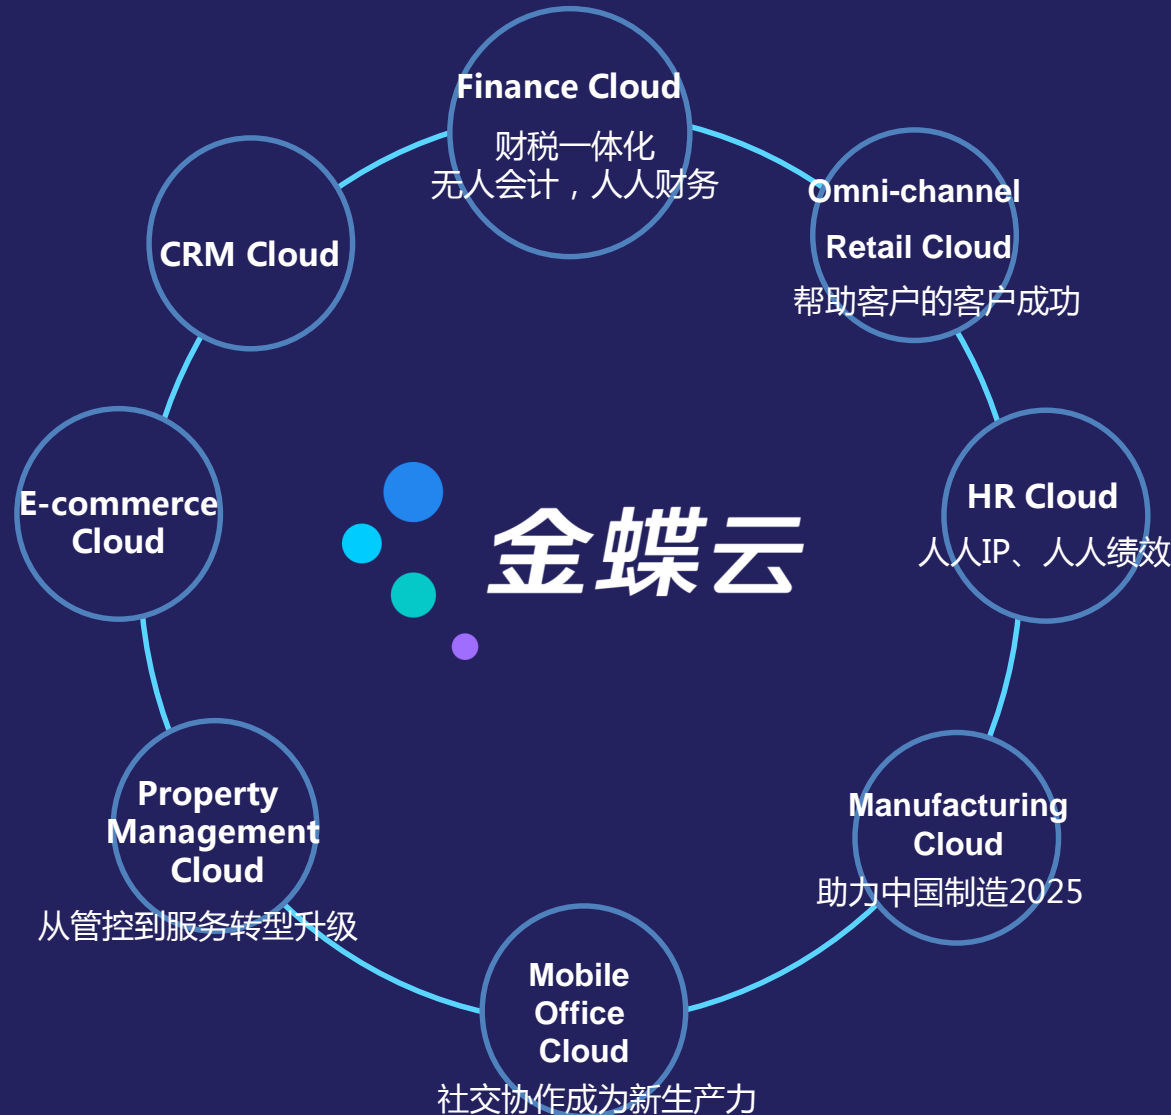 Finance Cloud
财税一体化
无人会计，人人财务
Omni-channel
Retail Cloud
帮助客户的客户成功
HR Cloud
人人IP、人人绩效
Manufacturing
Cloud
助力中国制造2025
Mobile
Office
Cloud
社交协作成为新生产力
Property
Management
Cloud
从管控到服务转型升级
E-commerce
Cloud
CRM Cloud
金蝶云